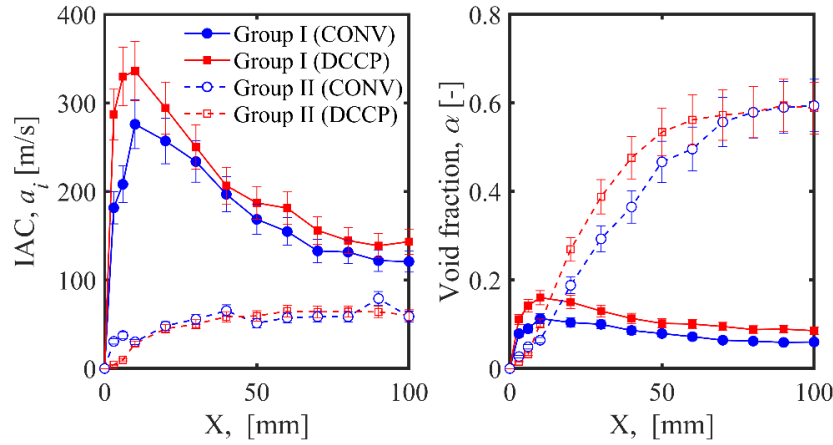 400
300
200
100
0
IAC, a_i [m/s]
Group I (CONV)
Group I (DCCP)
Group II (CONV)
Group II (DCCP)
0
50
100
X, [mm]
0.8
0.6
0.4
0.2
0
Void fraction, α [-]
0
50
100
X, [mm]